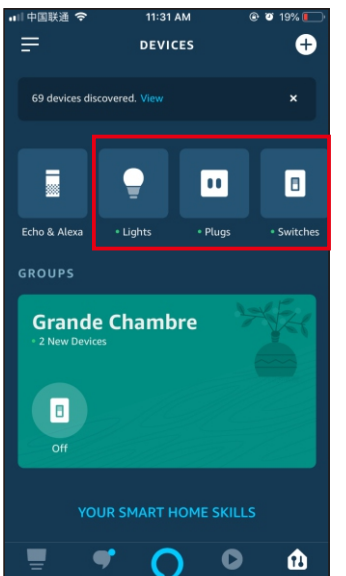 中国联通 11:31 AM 19%
DEVICES
69 devices discovered. View
Echo & Alexa • Lights • Plugs • Switches
GROUPS
Grande Chambre
• 2 New Devices
Off
YOUR SMART HOME SKILLS